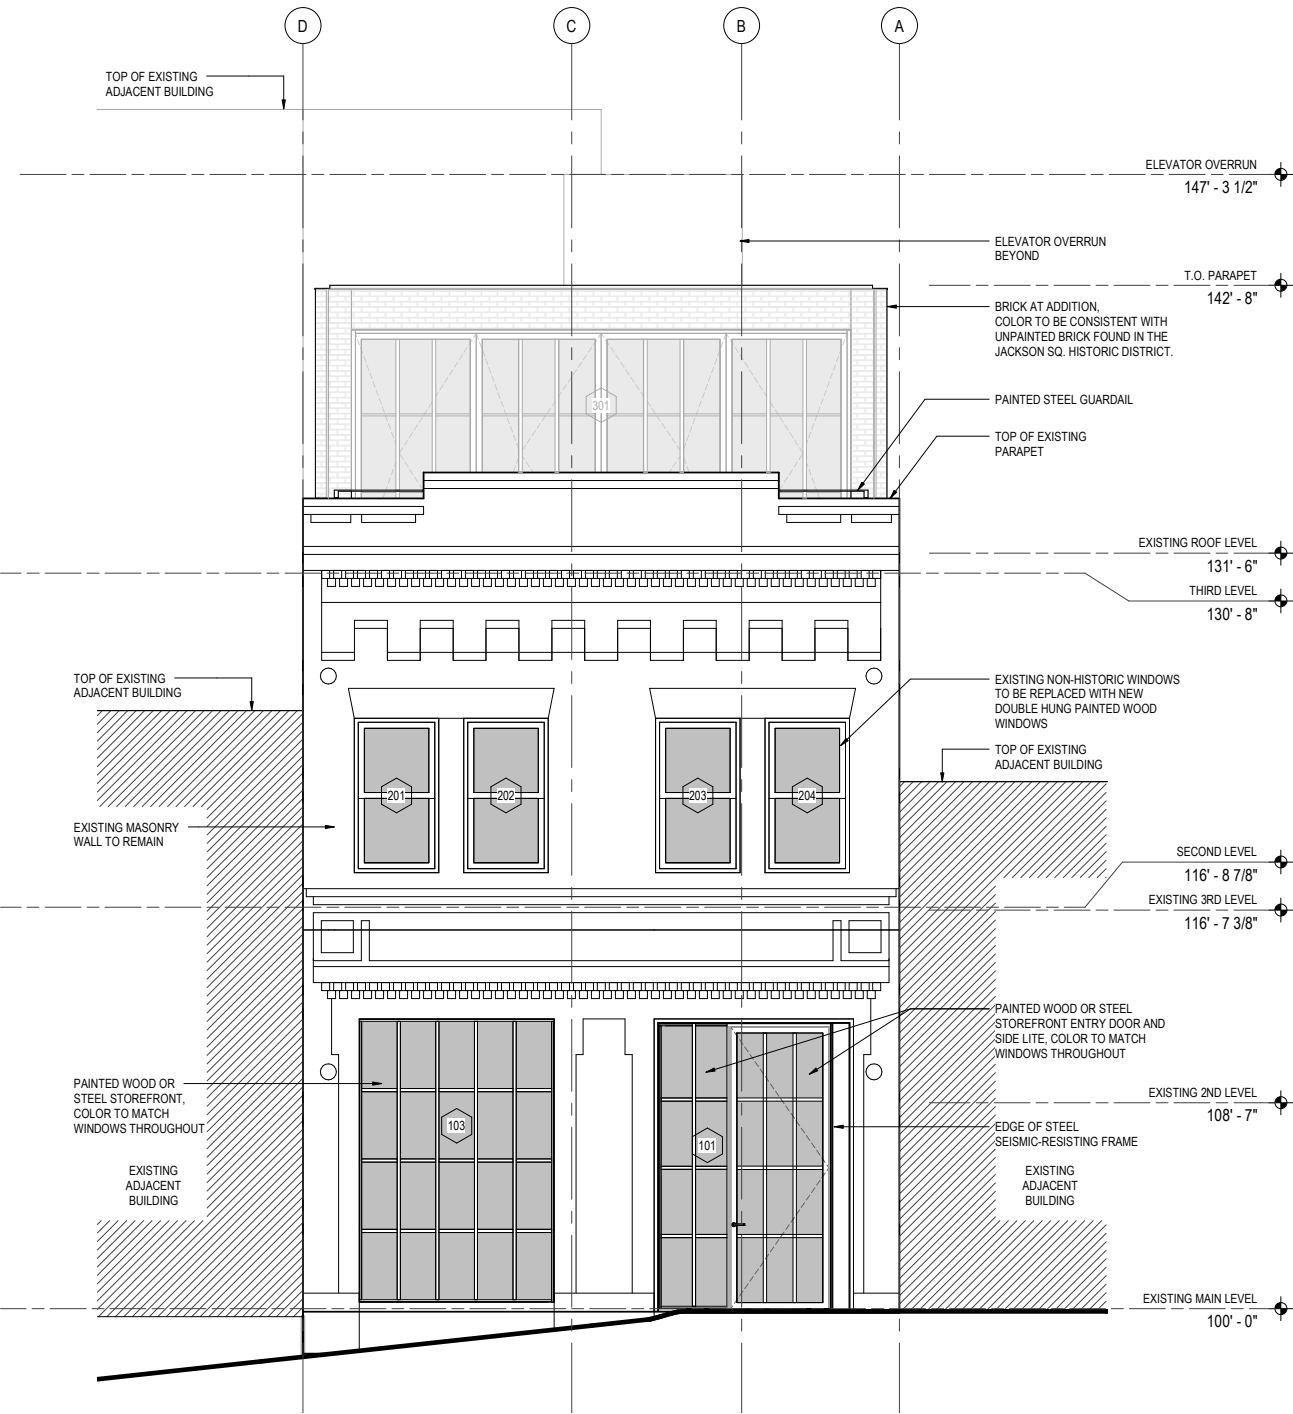 D
C
B
A
TOP OF EXISTING
ADJACENT BUILDING
ELEVATOR OVERRUN
147' - 3 1/2"
ELEVATOR OVERRUN
BEYOND
T.O. PARAPET
142' - 8"
BRICK AT ADDITION,
COLOR TO BE CONSISTENT WITH
UNPAINTED BRICK FOUND IN THE
JACKSON SQ. HISTORIC DISTRICT.
301
PAINTED STEEL GUARDAIL
TOP OF EXISTING
PARAPET
EXISTING ROOF LEVEL
131' - 6"
THIRD LEVEL
130' - 8"
TOP OF EXISTING
ADJACENT BUILDING
EXISTING NON-HISTORIC WINDOWS
TO BE REPLACED WITH NEW
DOUBLE HUNG PAINTED WOOD
WINDOWS
TOP OF EXISTING
ADJACENT BUILDING
201
202
203
204
EXISTING MASONRY
WALL TO REMAIN
SECOND LEVEL
116' - 8 7/8"
EXISTING 3RD LEVEL
116' - 7 3/8"
PAINTED WOOD OR STEEL
STOREFRONT ENTRY DOOR AND
SIDE LITE, COLOR TO MATCH
WINDOWS THROUGHOUT
PAINTED WOOD OR
STEEL STOREFRONT,
COLOR TO MATCH
WINDOWS THROUGHOUT
103
101
EXISTING 2ND LEVEL
108' - 7"
EDGE OF STEEL
SEISMIC-RESISTING FRAME
EXISTING
ADJACENT
BUILDING
EXISTING
ADJACENT
BUILDING
EXISTING MAIN LEVEL
100' - 0"